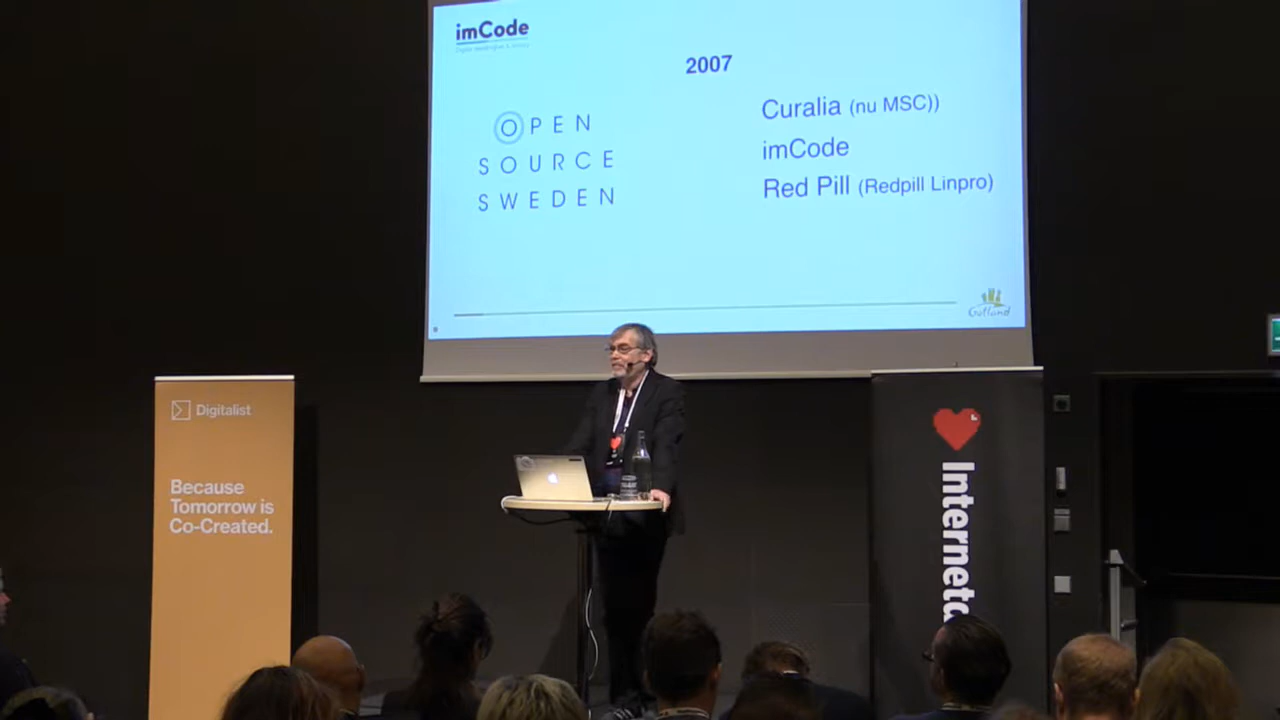 imCode
2007
OPEN
SOURCE
SWEDEN
Curalia (nu MSC))
imCode
Red Pill (Redpill Linpro)
Gotland
Digitalist
Because
Tomorrow is
Co-Created.
Internetd